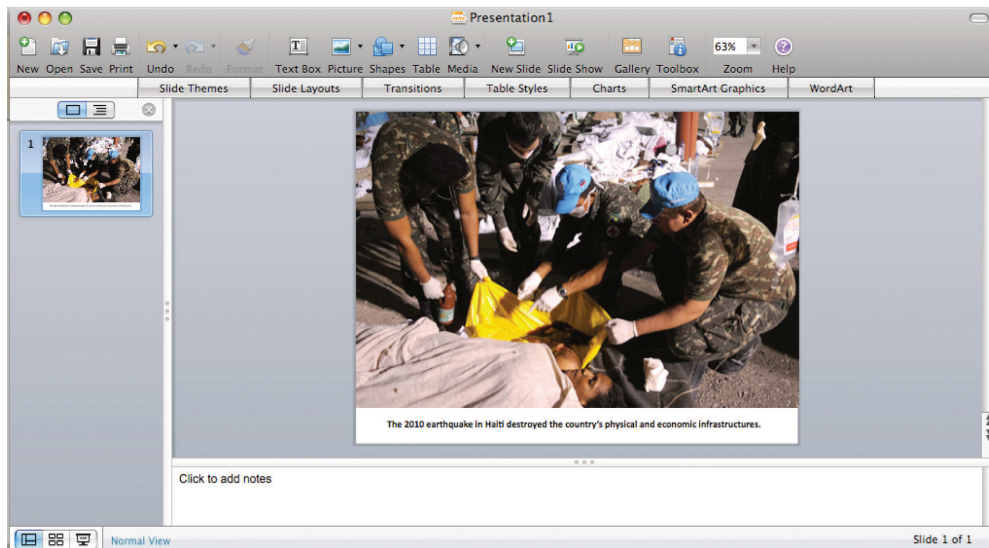 Presentation1
New Open Save Print Undo Redo Format Text Box Picture Shapes Table Media New Slide Slide Show Gallery Toolbox Zoom Help
63%
Slide Themes Slide Layouts Transitions Table Styles Charts SmartArt Graphics WordArt
1
The 2010 earthquake in Haiti destroyed the country's physical and economic infrastructures.
Click to add notes
Normal View Slide 1 of 1